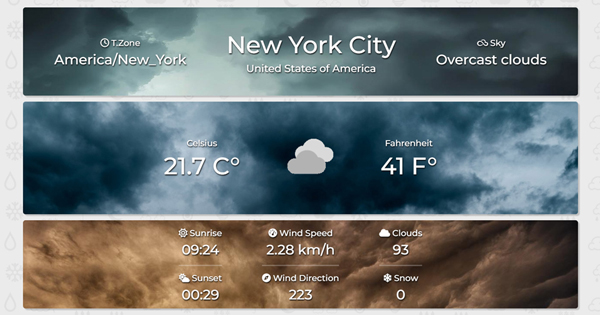 T.Zone
America/New_York
New York City
United States of America
Sky
Overcast clouds
Celsius
21.7 C°
Fahrenheit
41 F°
Sunrise
09:24
Wind Speed
2.28 km/h
Clouds
93
Sunset
00:29
Wind Direction
223
Snow
0